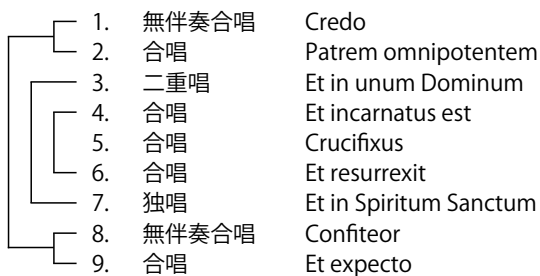 1. 無伴奏合唱 Credo
2. 合唱 Patrem omnipotentem
3. 二重唱 Et in unum Dominum
4. 合唱 Et incarnatus est
5. 合唱 Crucifixus
6. 合唱 Et resurrexit
7. 独唱 Et in Spiritum Sanctum
8. 無伴奏合唱 Confiteor
9. 合唱 Et expecto